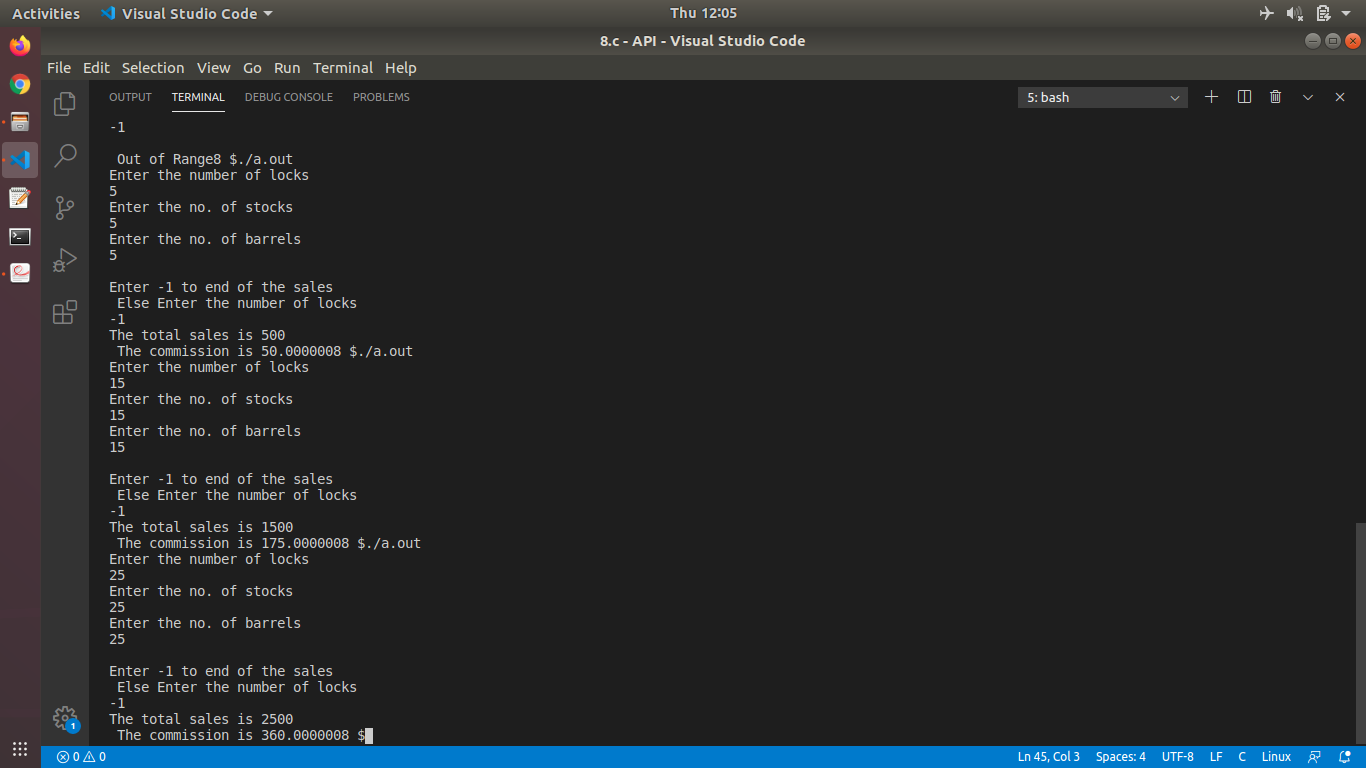 Activities Visual Studio Code Thu 12:05
8.c - API - Visual Studio Code
File Edit Selection View Go Run Terminal Help
OUTPUT TERMINAL DEBUG CONSOLE PROBLEMS 5: bash
-1
Out of Range8 $./a.out
Enter the number of locks
5
Enter the no. of stocks
5
Enter the no. of barrels
5
Enter -1 to end of the sales
Else Enter the number of locks
-1
The total sales is 500
The commission is 50.0000008 $./a.out
Enter the number of locks
15
Enter the no. of stocks
15
Enter the no. of barrels
15
Enter -1 to end of the sales
Else Enter the number of locks
-1
The total sales is 1500
The commission is 175.0000008 $./a.out
Enter the number of locks
25
Enter the no. of stocks
25
Enter the no. of barrels
25
Enter -1 to end of the sales
Else Enter the number of locks
-1
The total sales is 2500
The commission is 360.0000008 $
1
0 0 Ln 45, Col 3 Spaces: 4 UTF-8 LF C Linux